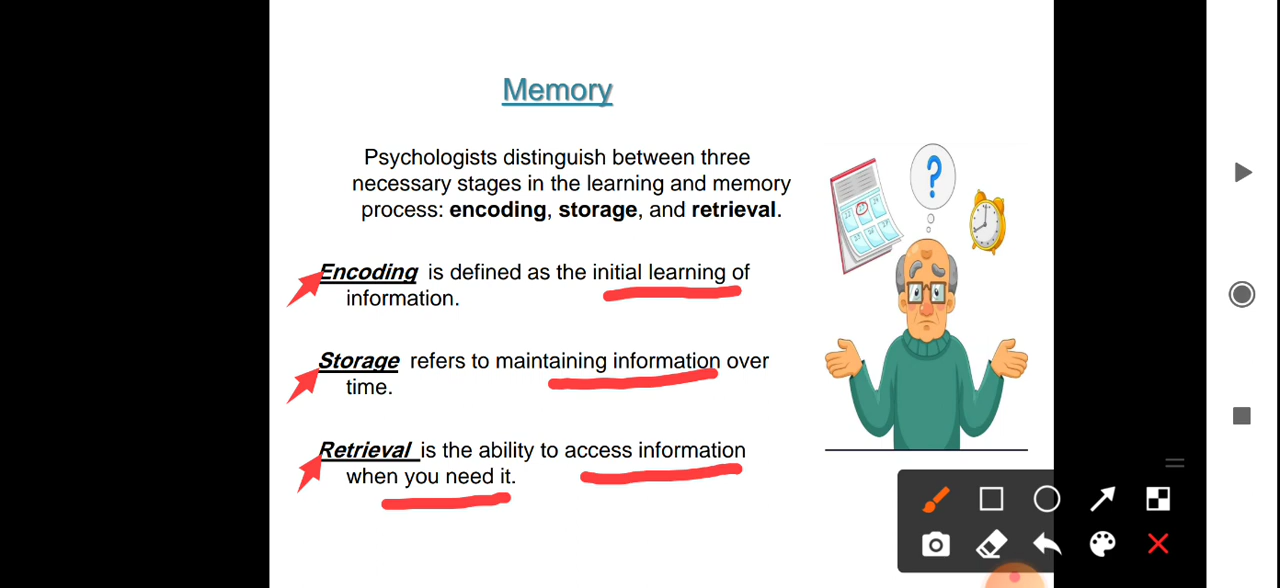 Memory
Psychologists distinguish between three
necessary stages in the learning and memory
process: encoding, storage, and retrieval.
Encoding is defined as the initial learning of
information.
Storage refers to maintaining information over
time.
Retrieval is the ability to access information
when you need it.
?